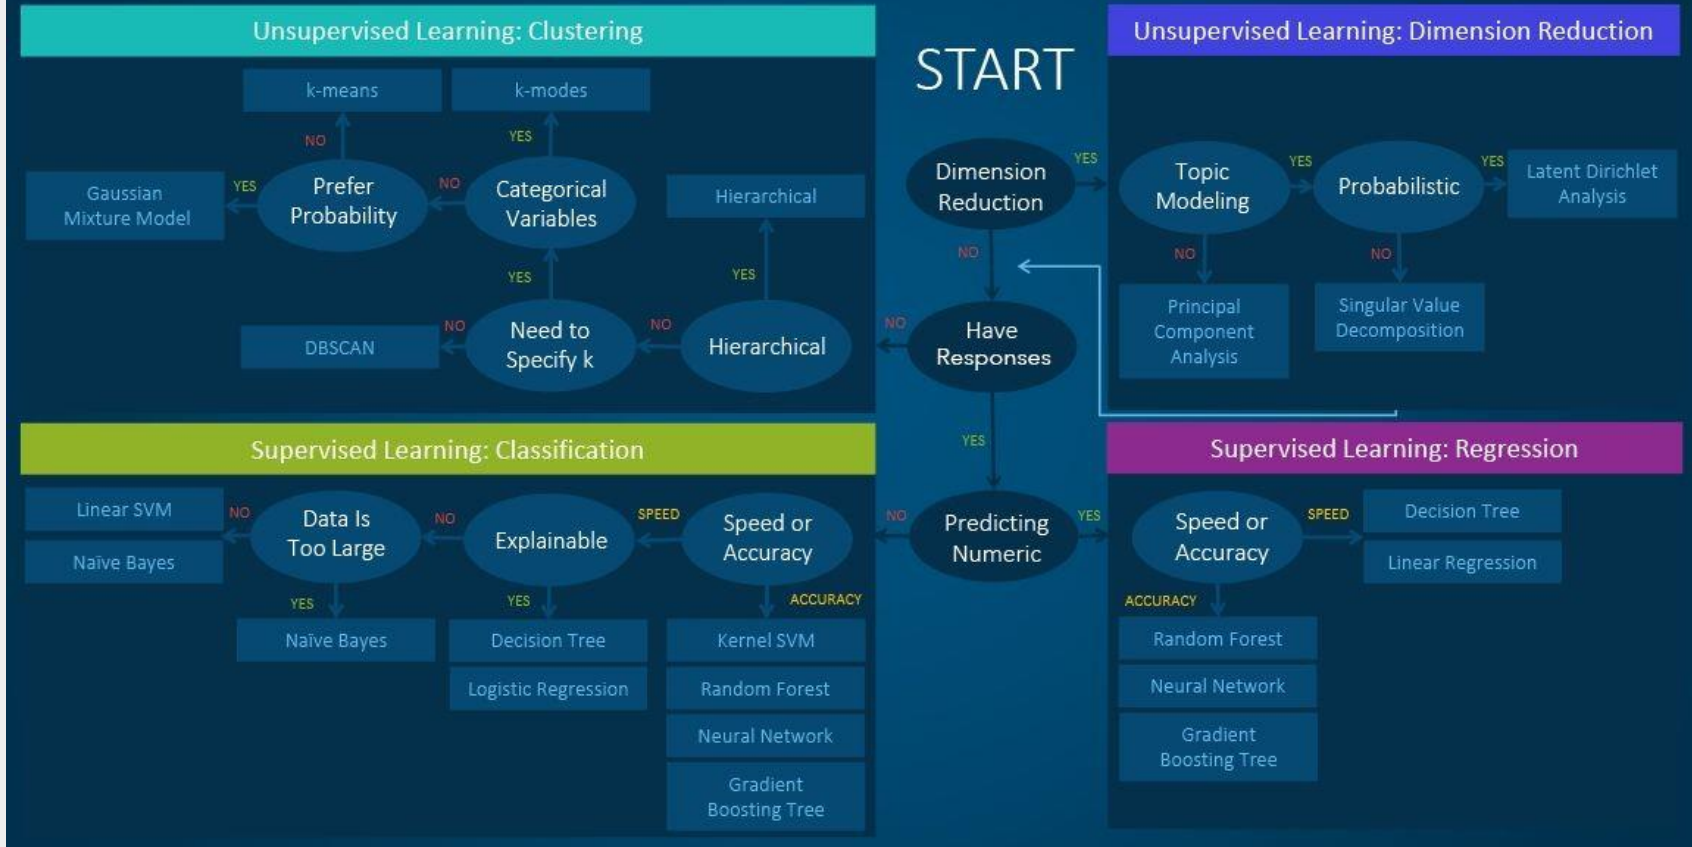 Unsupervised Learning: Clustering
k-means
k-modes
NO
YES
Gaussian
Mixture Model
YES
Prefer
Probability
NO
Categorical
Variables
Hierarchical
YES
YES
DBSCAN
NO
Need to
Specify k
NO
Hierarchical
START
Dimension
Reduction
YES
NO
NO
Have
Responses
YES
NO
Predicting
Numeric
YES
Unsupervised Learning: Dimension Reduction
Topic
Modeling
YES
Probabilistic
YES
Latent Dirichlet
Analysis
NO
NO
Principal
Component
Analysis
Singular Value
Decomposition
Supervised Learning: Classification
Linear SVM
Naïve Bayes
NO
Data Is
Too Large
NO
Explainable
SPEED
Speed or
Accuracy
YES
YES
ACCURACY
Naïve Bayes
Decision Tree
Logistic Regression
Kernel SVM
Random Forest
Neural Network
Gradient
Boosting Tree
Supervised Learning: Regression
Speed or
Accuracy
SPEED
Decision Tree
Linear Regression
ACCURACY
Random Forest
Neural Network
Gradient
Boosting Tree